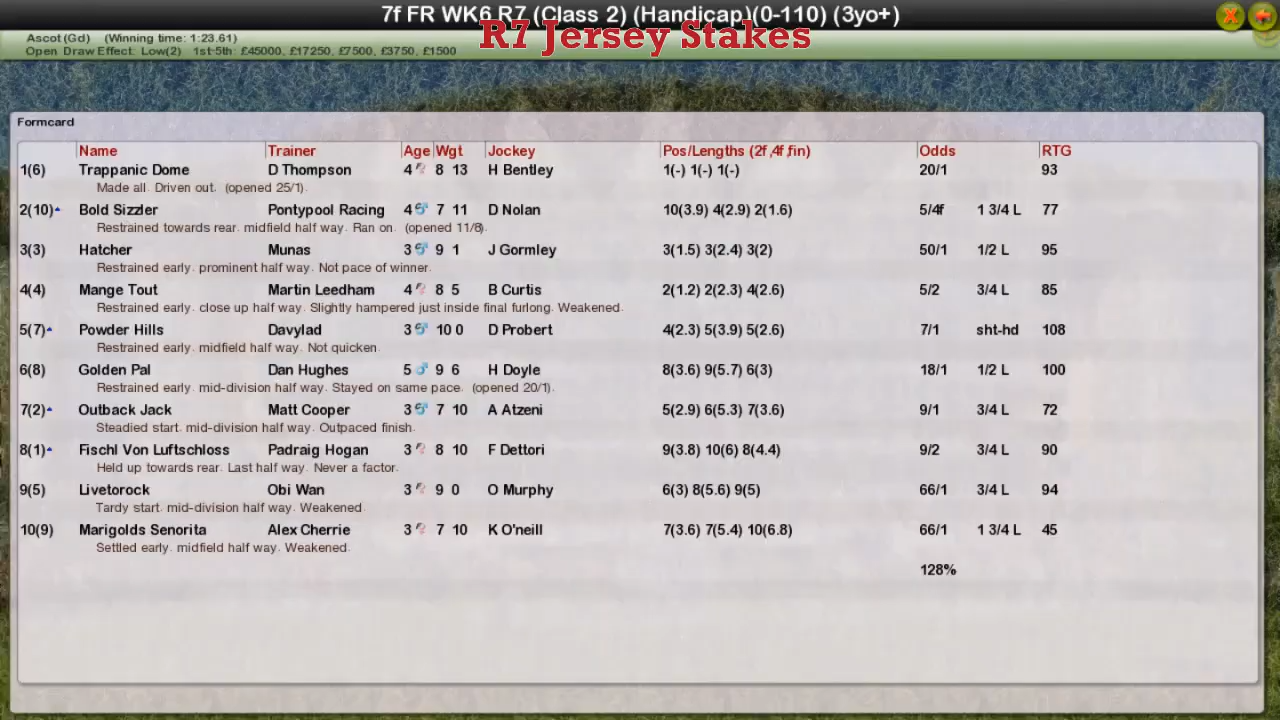 7f FR WK6 R7 (Class 2) (Handicap)(0-110) (3yo+)
R7 Jersey Stakes
Ascot(Gd) (Winning time: 1:23.61)
Open Draw Effect: Low(2) 1st-5th: £45000, £17250, £7500, £3750, £1500
Formcard
Name Trainer Age Wgt Jockey Pos/Lengths (2f,4f,fin) Odds RTG
1(6) Trappanic Dome D Thompson 4 8 13 H Bentley 1(-) 1(-) 1(-) 20/1 93
Made all. Driven out. (opened 25/1).
2(10) Bold Sizzler Pontypool Racing 4 7 11 D Nolan 10(3.9) 4(2.9) 2(1.6) 5/4f 1 3/4 L 77
Restrained towards rear. midfield half way. Ran on. (opened 11/8).
3(3) Hatcher Munas 3 9 1 J Gormley 3(1.5) 3(2.4) 3(2) 50/1 1/2 L 95
Restrained early. prominent half way. Not pace of winner.
4(4) Mange Tout Martin Leedham 4 8 5 B Curtis 2(1.2) 2(2.3) 4(2.6) 5/2 3/4 L 85
Restrained early. close up half way. Slightly hampered just inside final furlong. Weakened.
5(7) Powder Hills Davylad 3 10 0 D Probert 4(2.3) 5(3.9) 5(2.6) 7/1 sht-hd 108
Restrained early. midfield half way. Not quicken.
6(8) Golden Pal Dan Hughes 5 9 6 H Doyle 8(3.6) 9(5.7) 6(3) 18/1 1/2 L 100
Restrained early. mid-division half way. Stayed on same pace. (opened 20/1).
7(2) Outback Jack Matt Cooper 3 7 10 A Atzeni 5(2.9) 6(5.3) 7(3.6) 9/1 3/4 L 72
Steadied start. mid-division half way. Outpaced finish.
8(1) Fischl Von Luftschloss Padraig Hogan 3 8 10 F Dettori 9(3.8) 10(6) 8(4.4) 9/2 3/4 L 90
Held up towards rear. Last half way. Never a factor.
9(5) Livetorock Obi Wan 3 9 0 O Murphy 6(3) 8(5.6) 9(5) 66/1 3/4 L 94
Tardy start. mid-division half way. Weakened.
10(9) Marigolds Senorita Alex Cherrie 3 7 10 K O'neill 7(3.6) 7(5.4) 10(6.8) 66/1 1 3/4 L 45
Settled early. midfield half way. Weakened.
128%